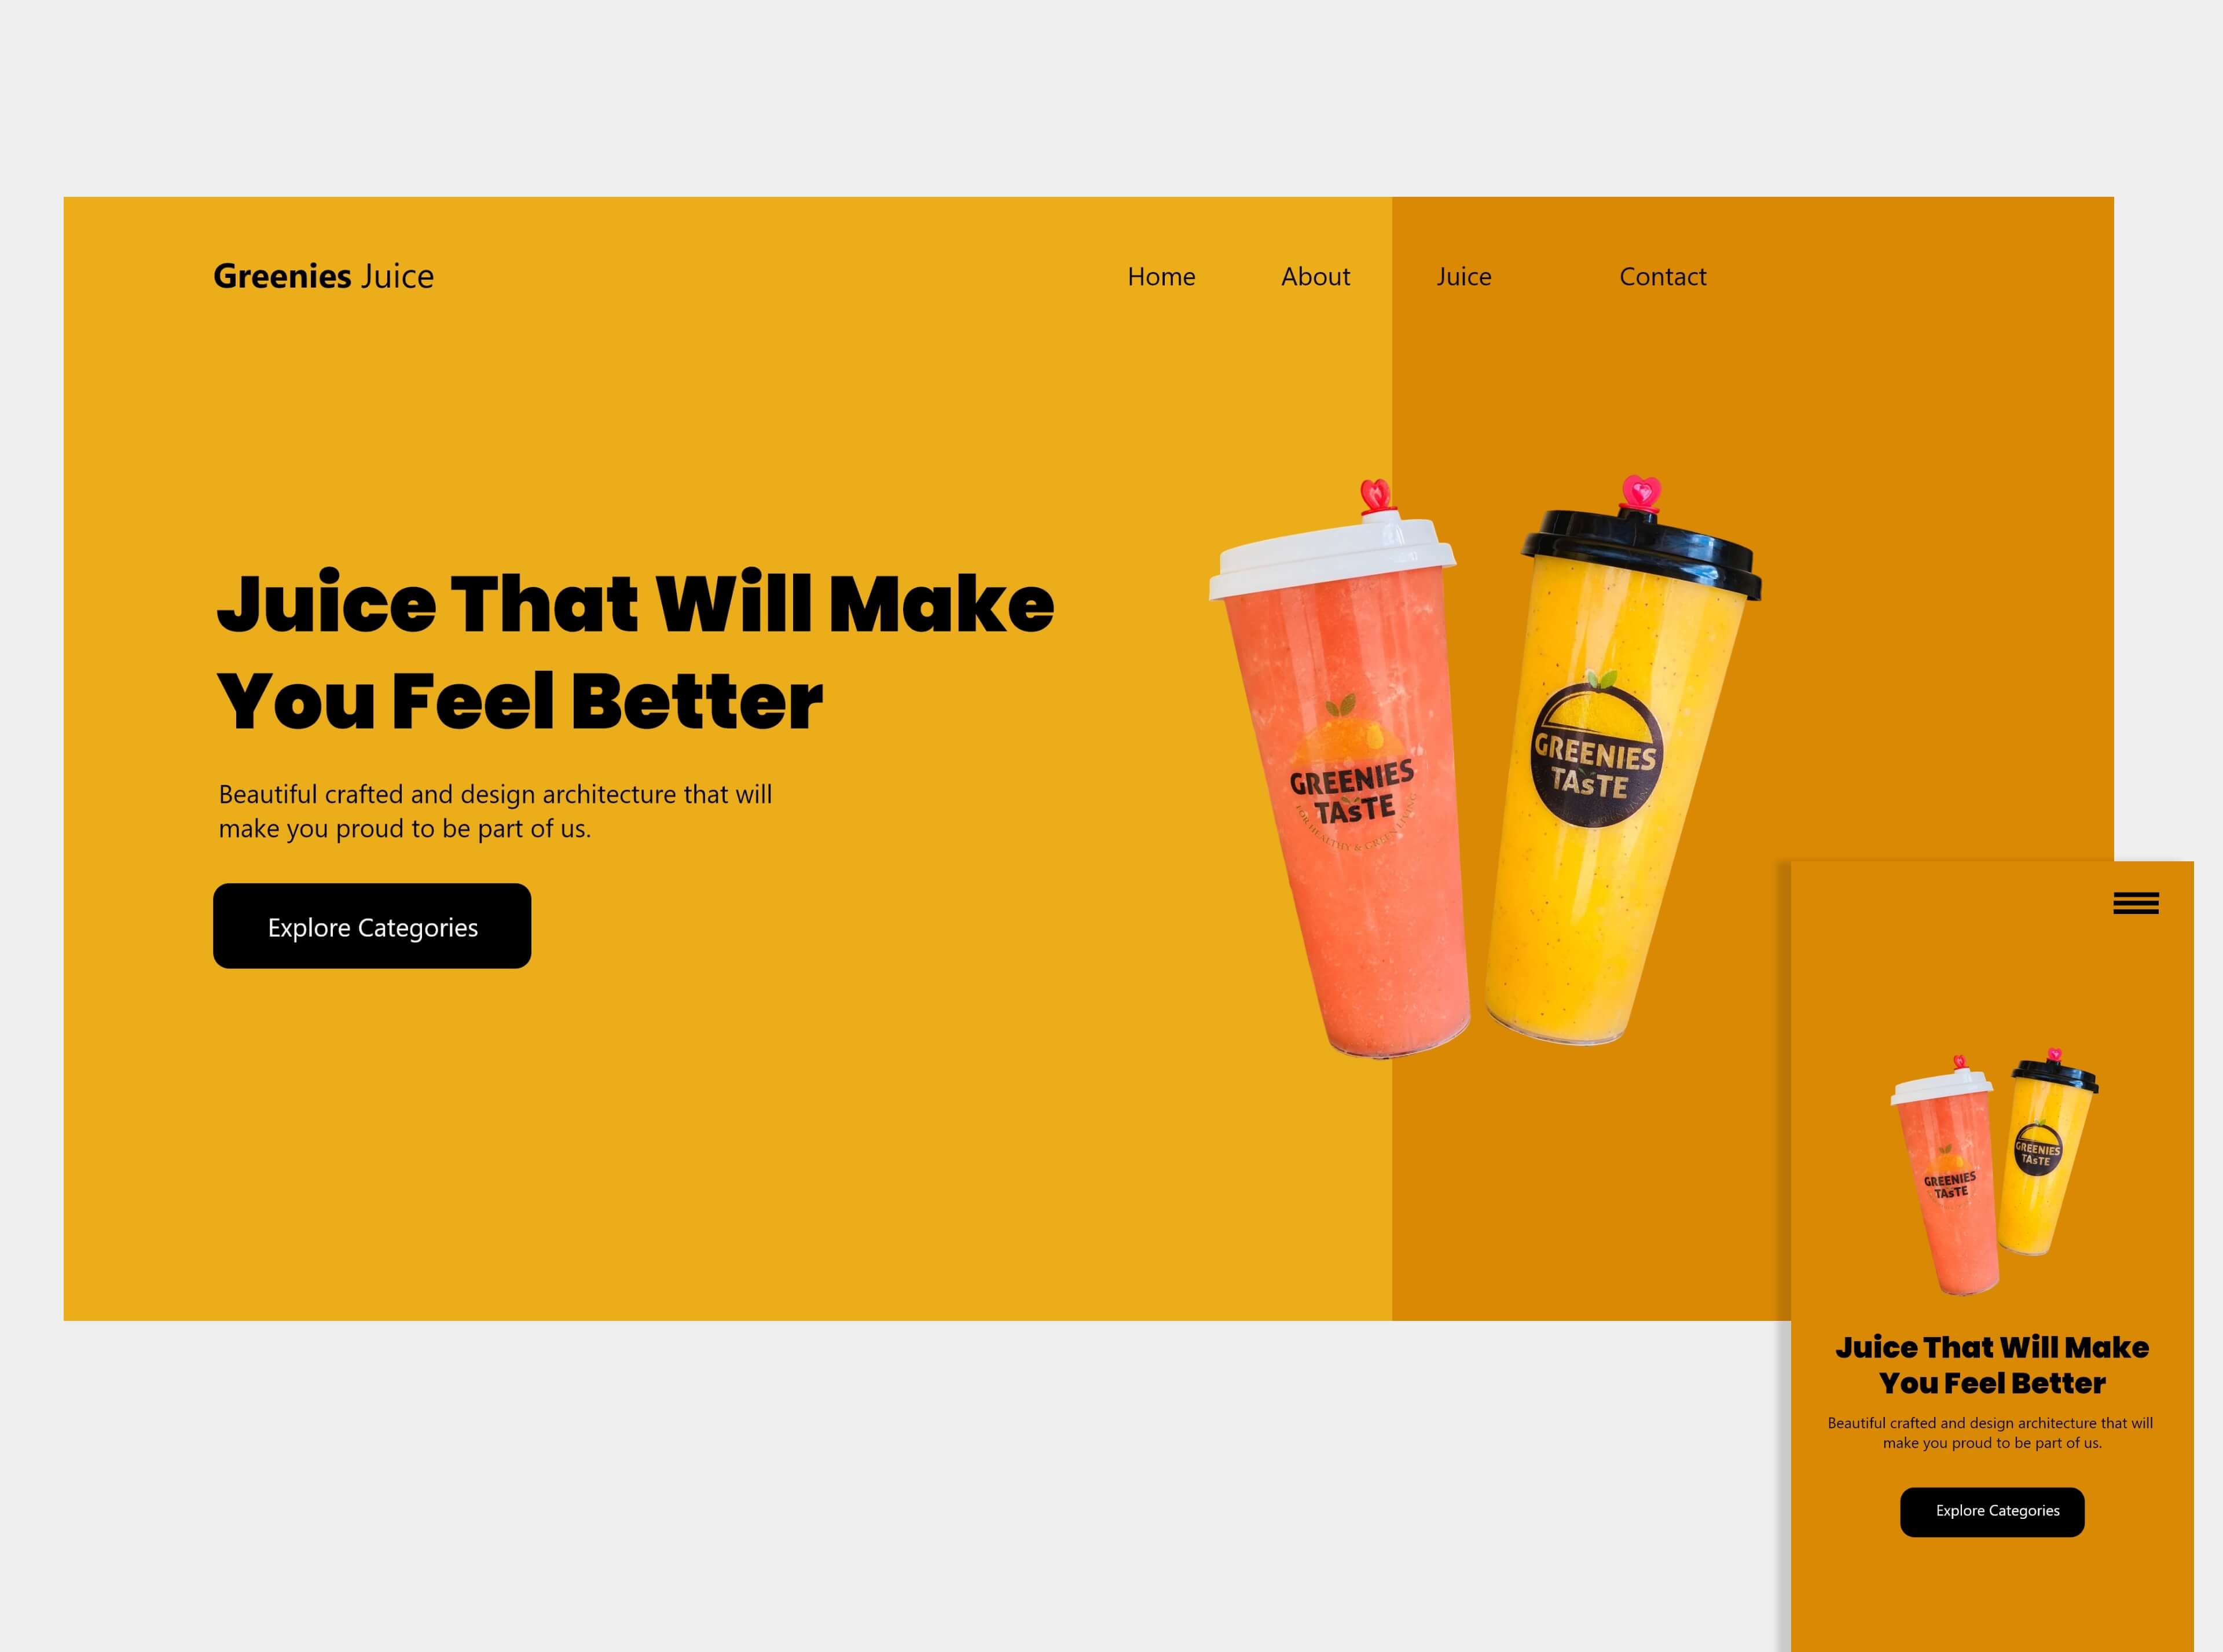 Greenies Juice
Home About Juice Contact
Juice That Will Make
You Feel Better
Beautiful crafted and design architecture that will
make you proud to be part of us.
Explore Categories
GREENIES
TAsTE
FOR HEALTHY & GREEN LIVING
GREENIES
TAsTE
GREENIES
TAsTE
GREENIES
TAsTE
Juice That Will Make
You Feel Better
Beautiful crafted and design architecture that will
make you proud to be part of us.
Explore Categories